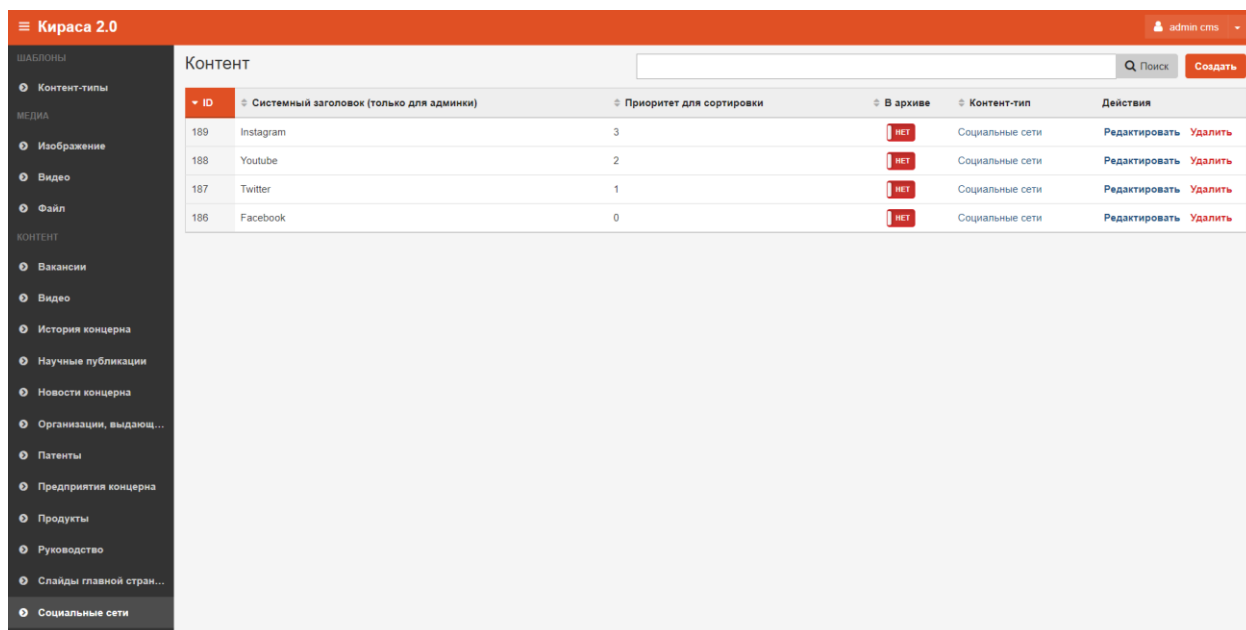 Кираса 2.0
admin cms
ШАБЛОНЫ
Контент-типы
МЕДИА
Изображение
Видео
Файл
КОНТЕНТ
Вакансии
Видео
История концерна
Научные публикации
Новости концерна
Организации, выдающ...
Патенты
Предприятия концерна
Продукты
Руководство
Слайды главной стран...
Социальные сети
Контент
Поиск Создать
ID Системный заголовок (только для админки) Приоритет для сортировки В архиве Контент-тип Действия
189 Instagram 3 НЕТ Социальные сети Редактировать Удалить
188 Youtube 2 НЕТ Социальные сети Редактировать Удалить
187 Twitter 1 НЕТ Социальные сети Редактировать Удалить
186 Facebook 0 НЕТ Социальные сети Редактировать Удалить